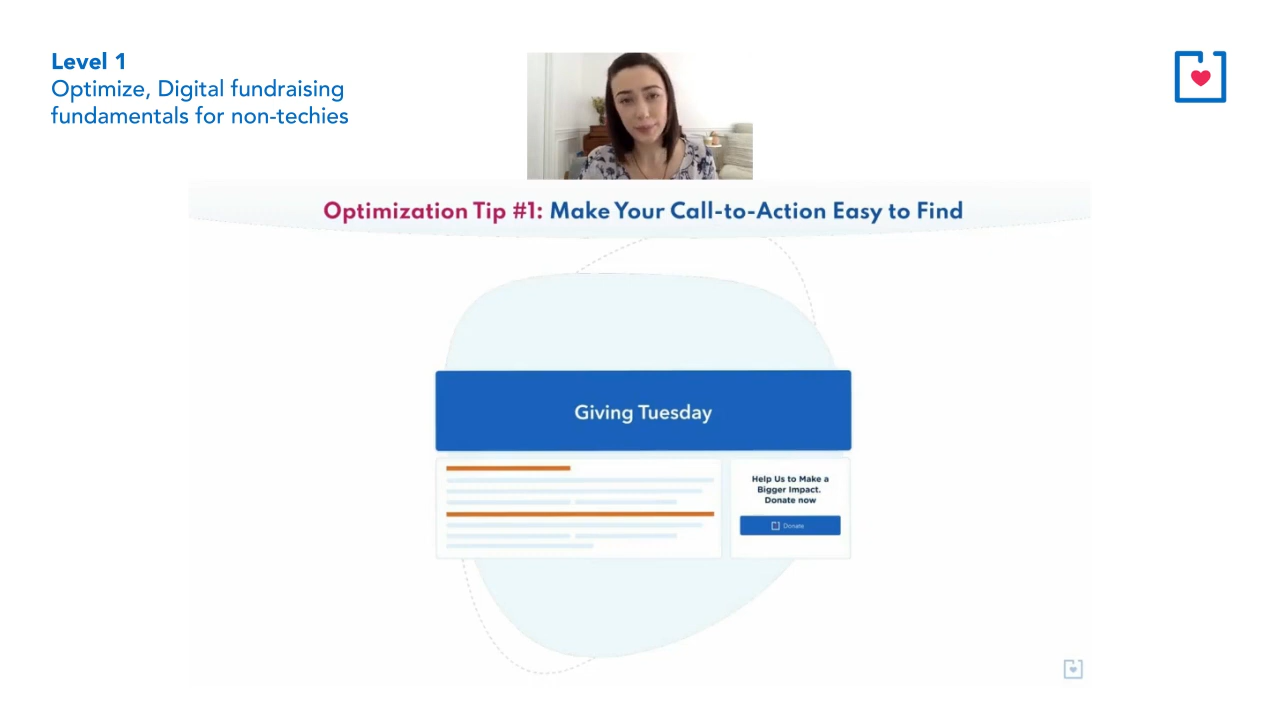 Level 1
Optimize, Digital fundraising
fundamentals for non-techies
Optimization Tip #1: Make Your Call-to-Action Easy to Find
Giving Tuesday
Help Us to Make a
Bigger Impact.
Donate now
Donate